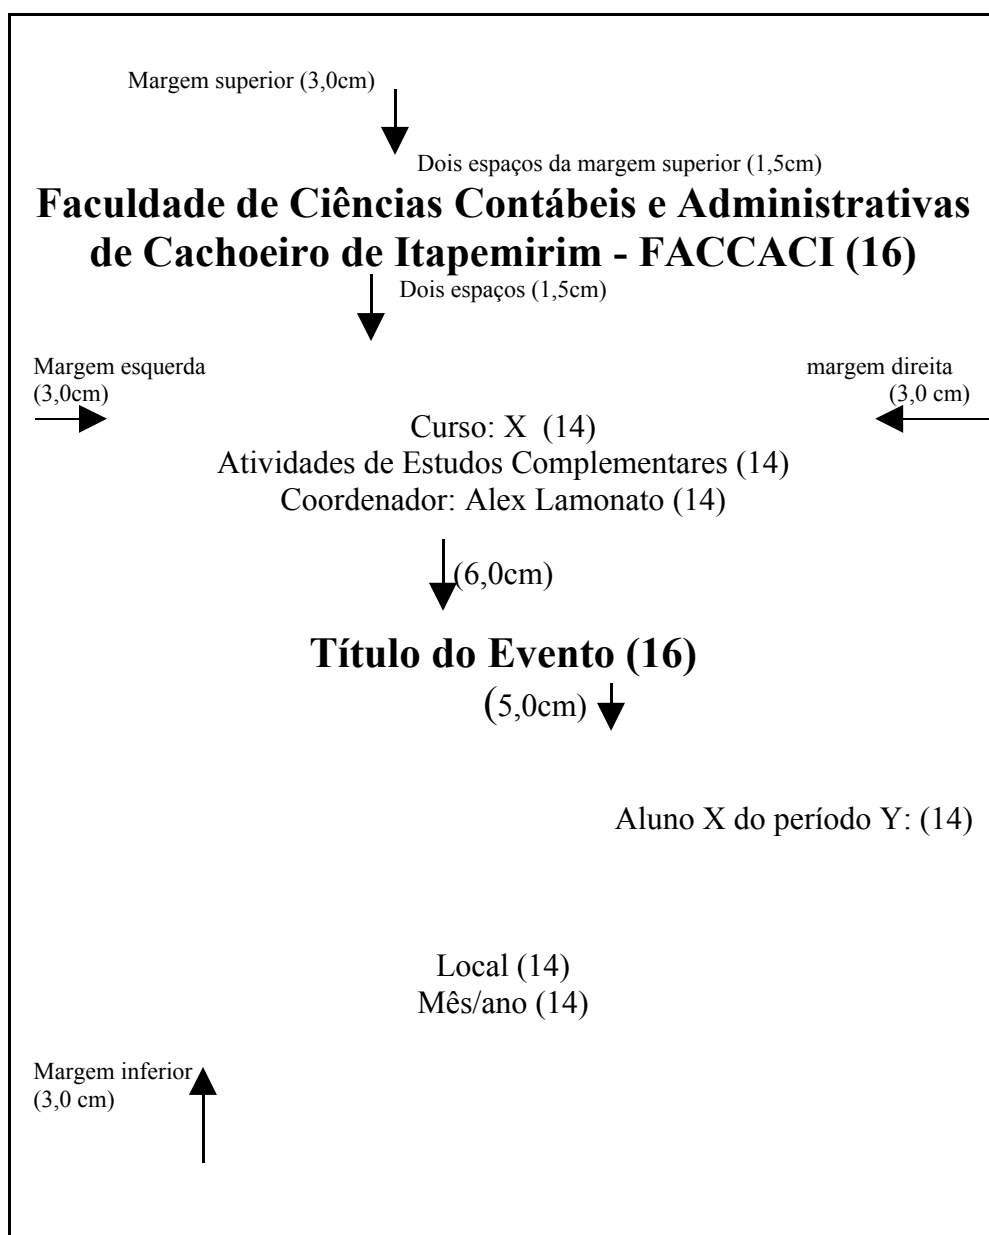 Margem superior (3,0cm)
Dois espaços da margem superior (1,5cm)
Faculdade de Ciências Contábeis e Administrativas
de Cachoeiro de Itapemirim - FACCACI (16)
Dois espaços (1,5cm)
Margem esquerda
(3,0cm)
margem direita
(3,0 cm)
Curso: X (14)
Atividades de Estudos Complementares (14)
Coordenador: Alex Lamonato (14)
(6,0cm)
Título do Evento (16)
(5,0cm)
Aluno X do período Y: (14)
Local (14)
Mês/ano (14)
Margem inferior
(3,0 cm)